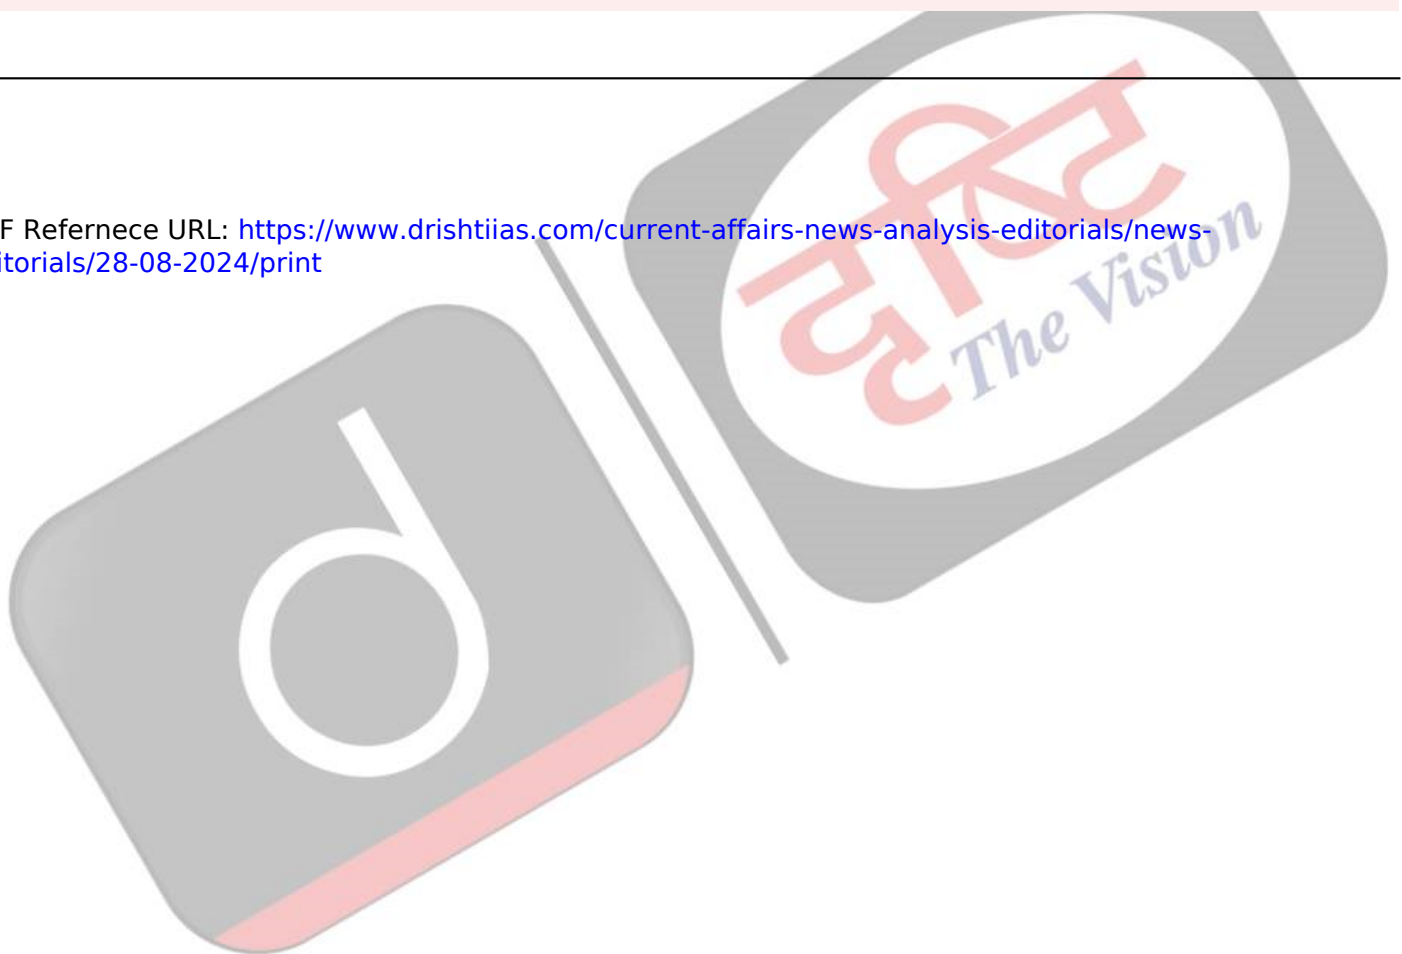 F Refernece URL: https://www.drishtiias.com/current-affairs-news-analysis-editorials/news-
itorials/28-08-2024/print
दृष्टि
The Vision
d